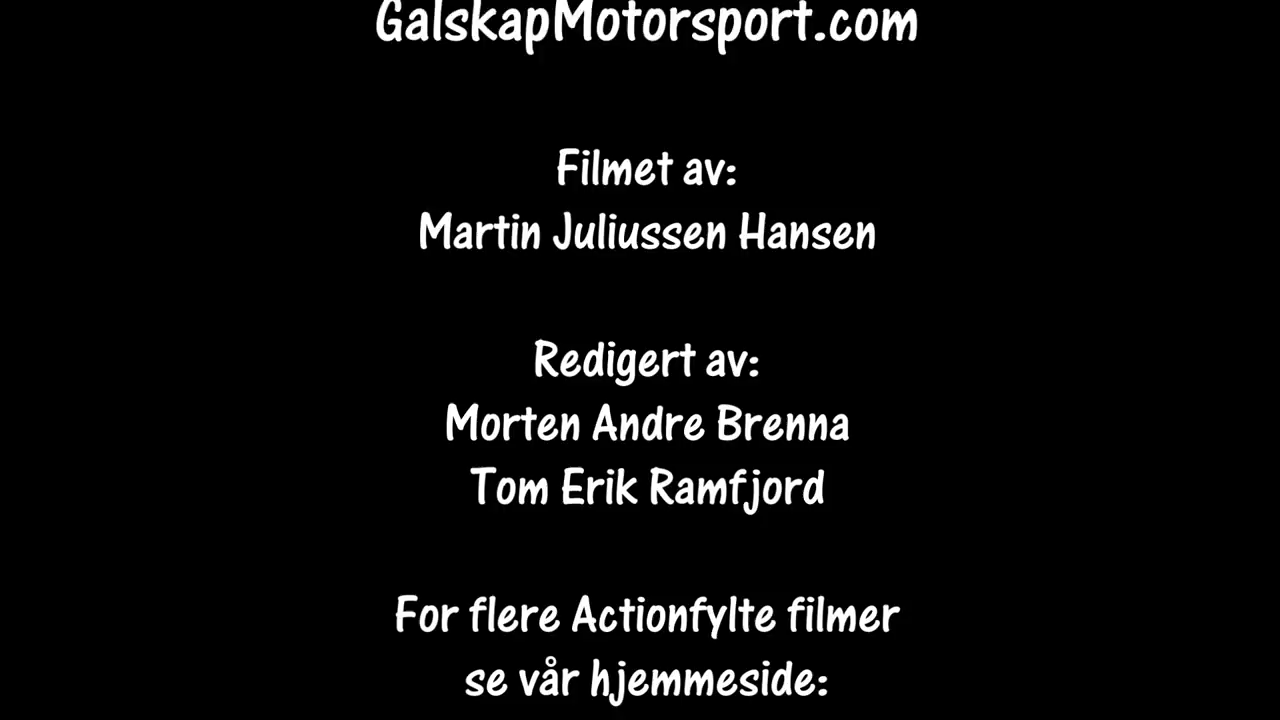 GalskapMotorsport.com
Filmet av:
Martin Juliussen Hansen
Redigert av:
Morten Andre Brenna
Tom Erik Ramfjord
For flere Actionfylte filmer
se vår hjemmeside: